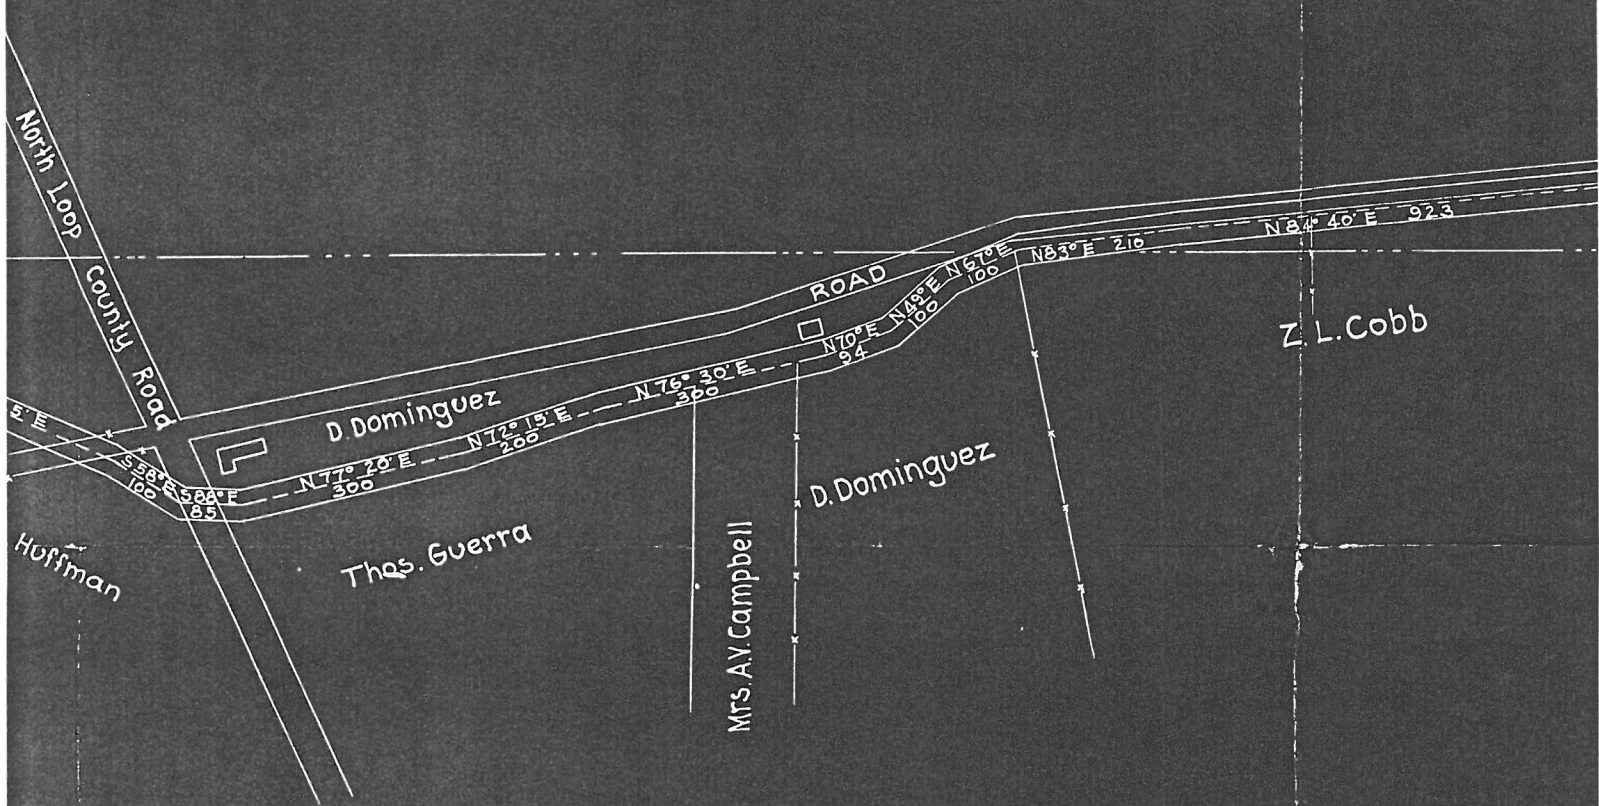 North Loop County Road
5' E
S 58° E
100
S 88° E
85
N 77° 20' E
300
N 72° 15' E
200
N 76° 30' E
300
N 70° E
94
N 49° E
100
N 67° E
100
N 83° E 210
N 84° 40' E 923
ROAD
D. Dominguez
Z. L. Cobb
D. Dominguez
Thos. Guerra
Huffman
Mrs. A.V. Campbell